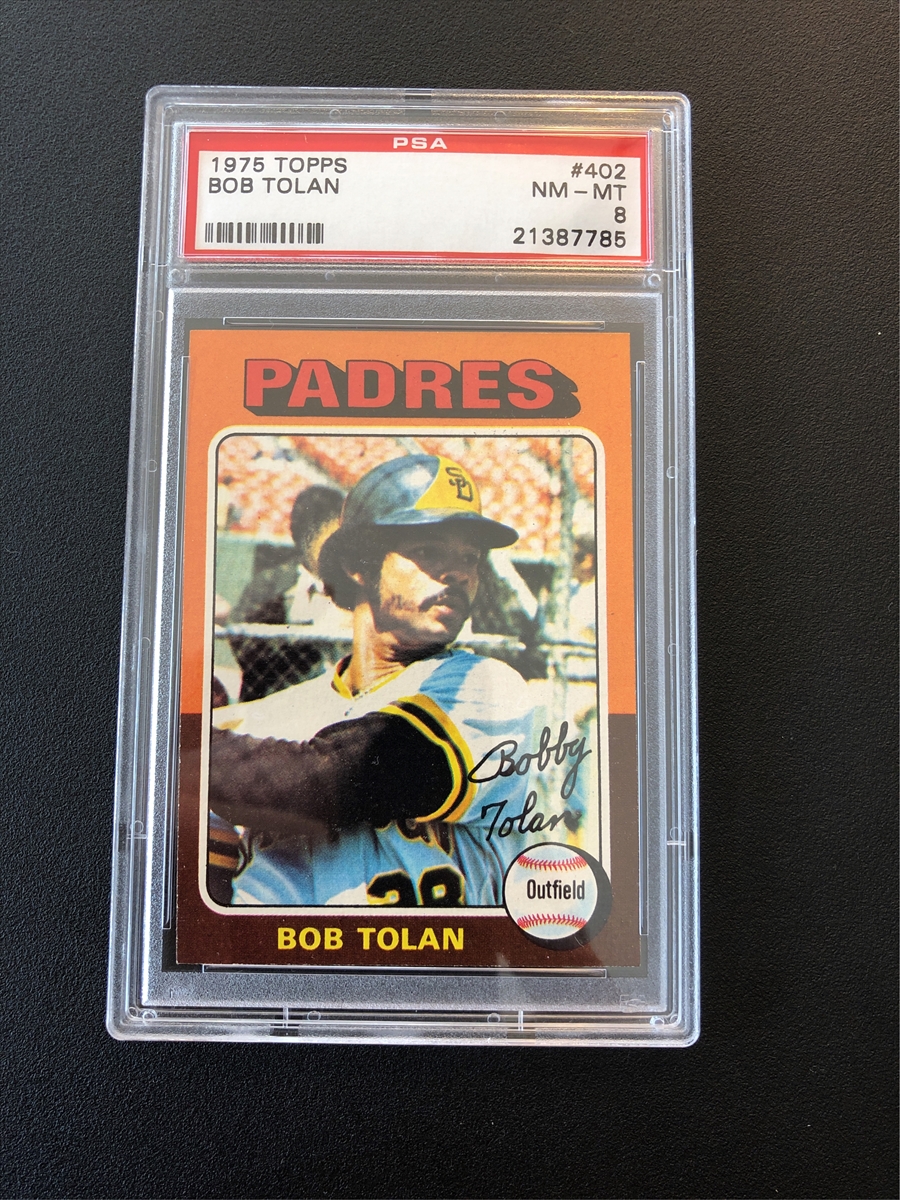 PSA
1975 TOPPS #402
BOB TOLAN NM - MT
8
21387785
PADRES
SD
Bobby
Tolan
Outfield
28
BOB TOLAN